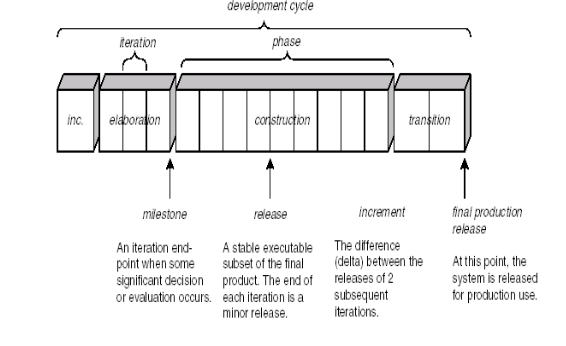 development cycle
iteration
phase
inc.
elaboration
construction
transition
milestone
An iteration end-
point when some
significant decision
or evaluation occurs.
release
A stable executable
subset of the final
product. The end of
each iteration is a
minor release.
increment
The difference
(delta) between the
releases of 2
subsequent
iterations.
final production
release
At this point, the
system is released
for production use.